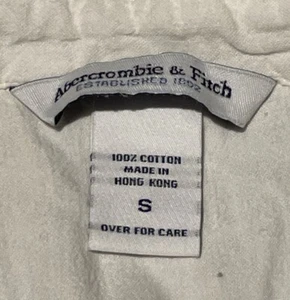 Abercrombie & Fitch
ESTABLISHED 1892
100% COTTON
MADE IN
HONG KONG
S
OVER FOR CARE